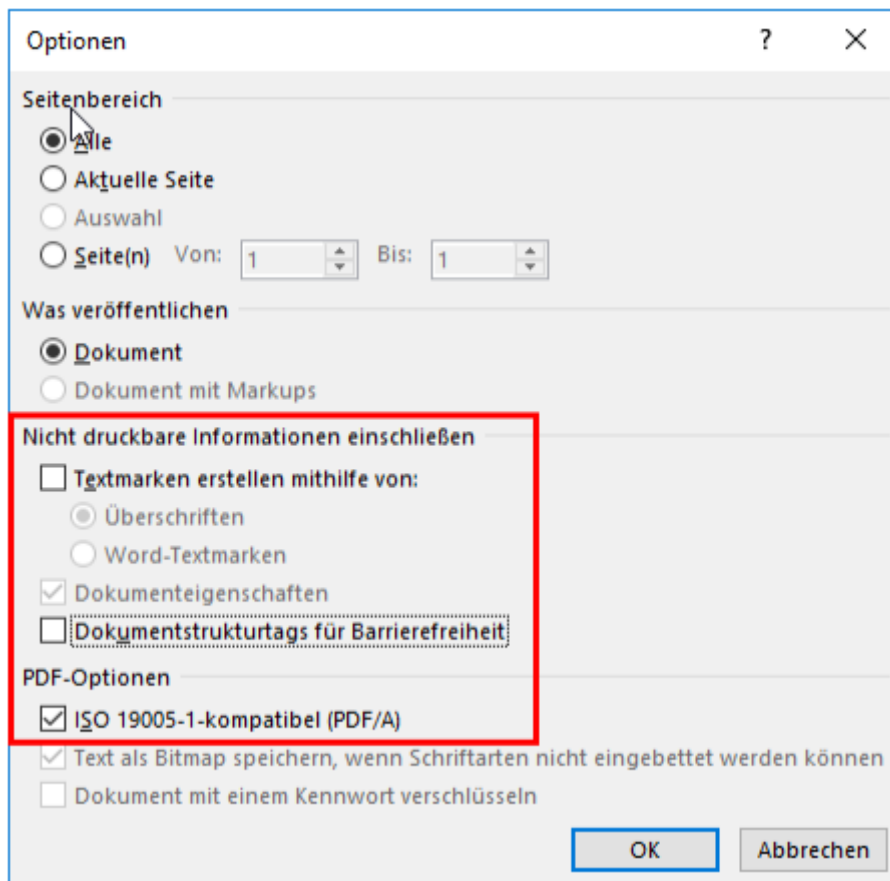 Optionen ?
Seitenbereich
Alle
Aktuelle Seite
Auswahl
Seite(n) Von: 1 Bis: 1
Was veröffentlichen
Dokument
Dokument mit Markups
Nicht druckbare Informationen einschließen
Textmarken erstellen mithilfe von:
Überschriften
Word-Textmarken
Dokumenteigenschaften
Dokumentstrukturtags für Barrierefreiheit
PDF-Optionen
ISO 19005-1-kompatibel (PDF/A)
Text als Bitmap speichern, wenn Schriftarten nicht eingebettet werden können
Dokument mit einem Kennwort verschlüsseln
OK Abbrechen